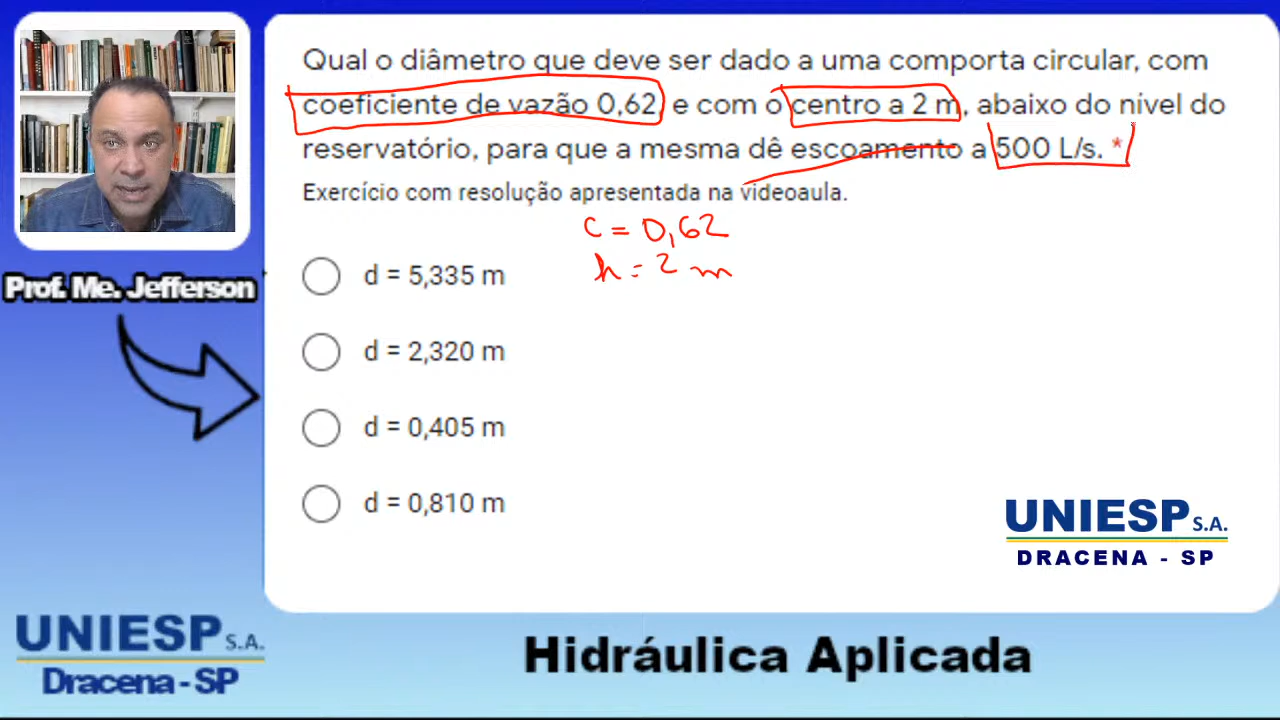 Qual o diâmetro que deve ser dado a uma comporta circular, com
coeficiente de vazão 0,62, e com o centro a 2 m, abaixo do nível do
reservatório, para que a mesma dê escoamento a 500 L/s. *
Exercício com resolução apresentada na videoaula.
c = 0,62
h = 2 m
d = 5,335 m
d = 2,320 m
d = 0,405 m
d = 0,810 m
Prof. Me. Jefferson
UNIESP S.A.
DRACENA - SP
UNIESP S.A.
Dracena - SP
Hidráulica Aplicada